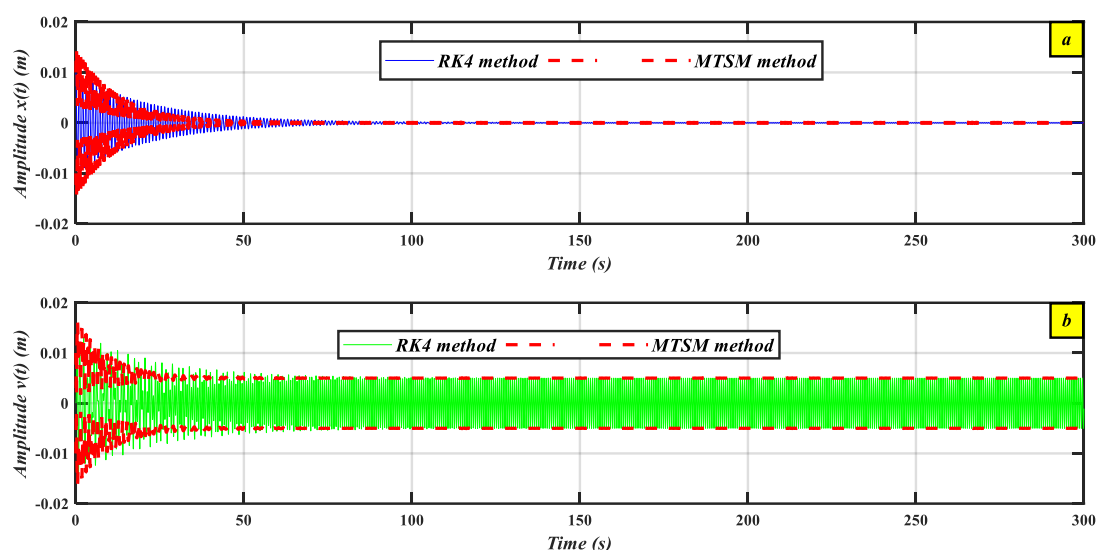 0.02
a
RK4 method MTSM method
0.01
0
-0.01
-0.02
Amplitude x(t) (m)
0 50 100 150 200 250 300
Time (s)
0.02
b
RK4 method MTSM method
0.01
0
-0.01
-0.02
Amplitude v(t) (m)
0 50 100 150 200 250 300
Time (s)